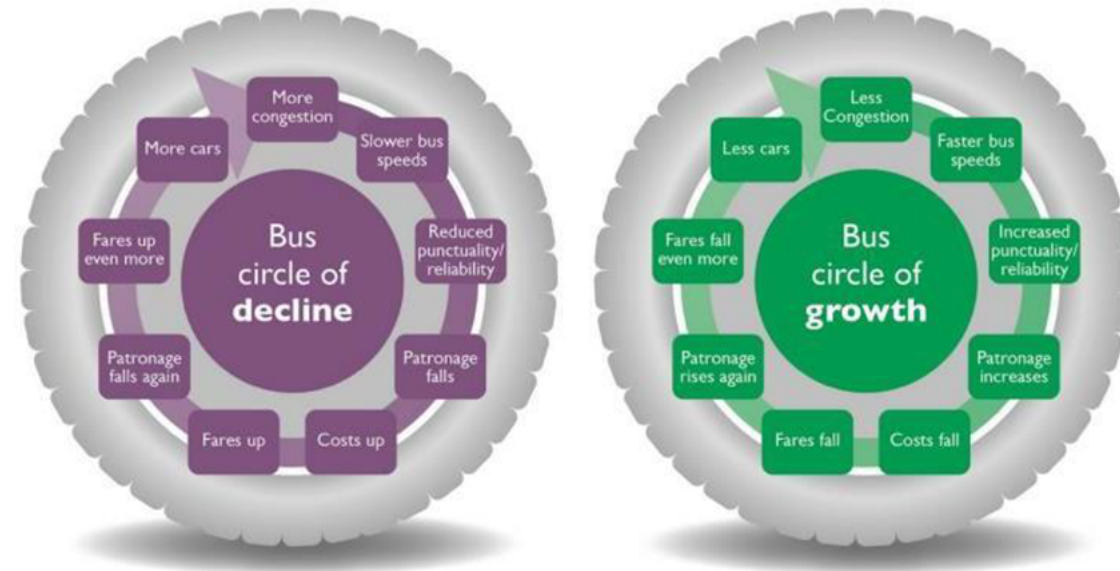 Bus
circle of
decline
More
congestion
Slower bus
speeds
Reduced
punctuality/
reliability
Patronage
falls
Costs up
Fares up
Patronage
falls again
Fares up
even more
More cars
Bus
circle of
growth
Less
Congestion
Faster bus
speeds
Increased
punctuality/
reliability
Patronage
increases
Costs fall
Fares fall
Patronage
rises again
Fares fall
even more
Less cars